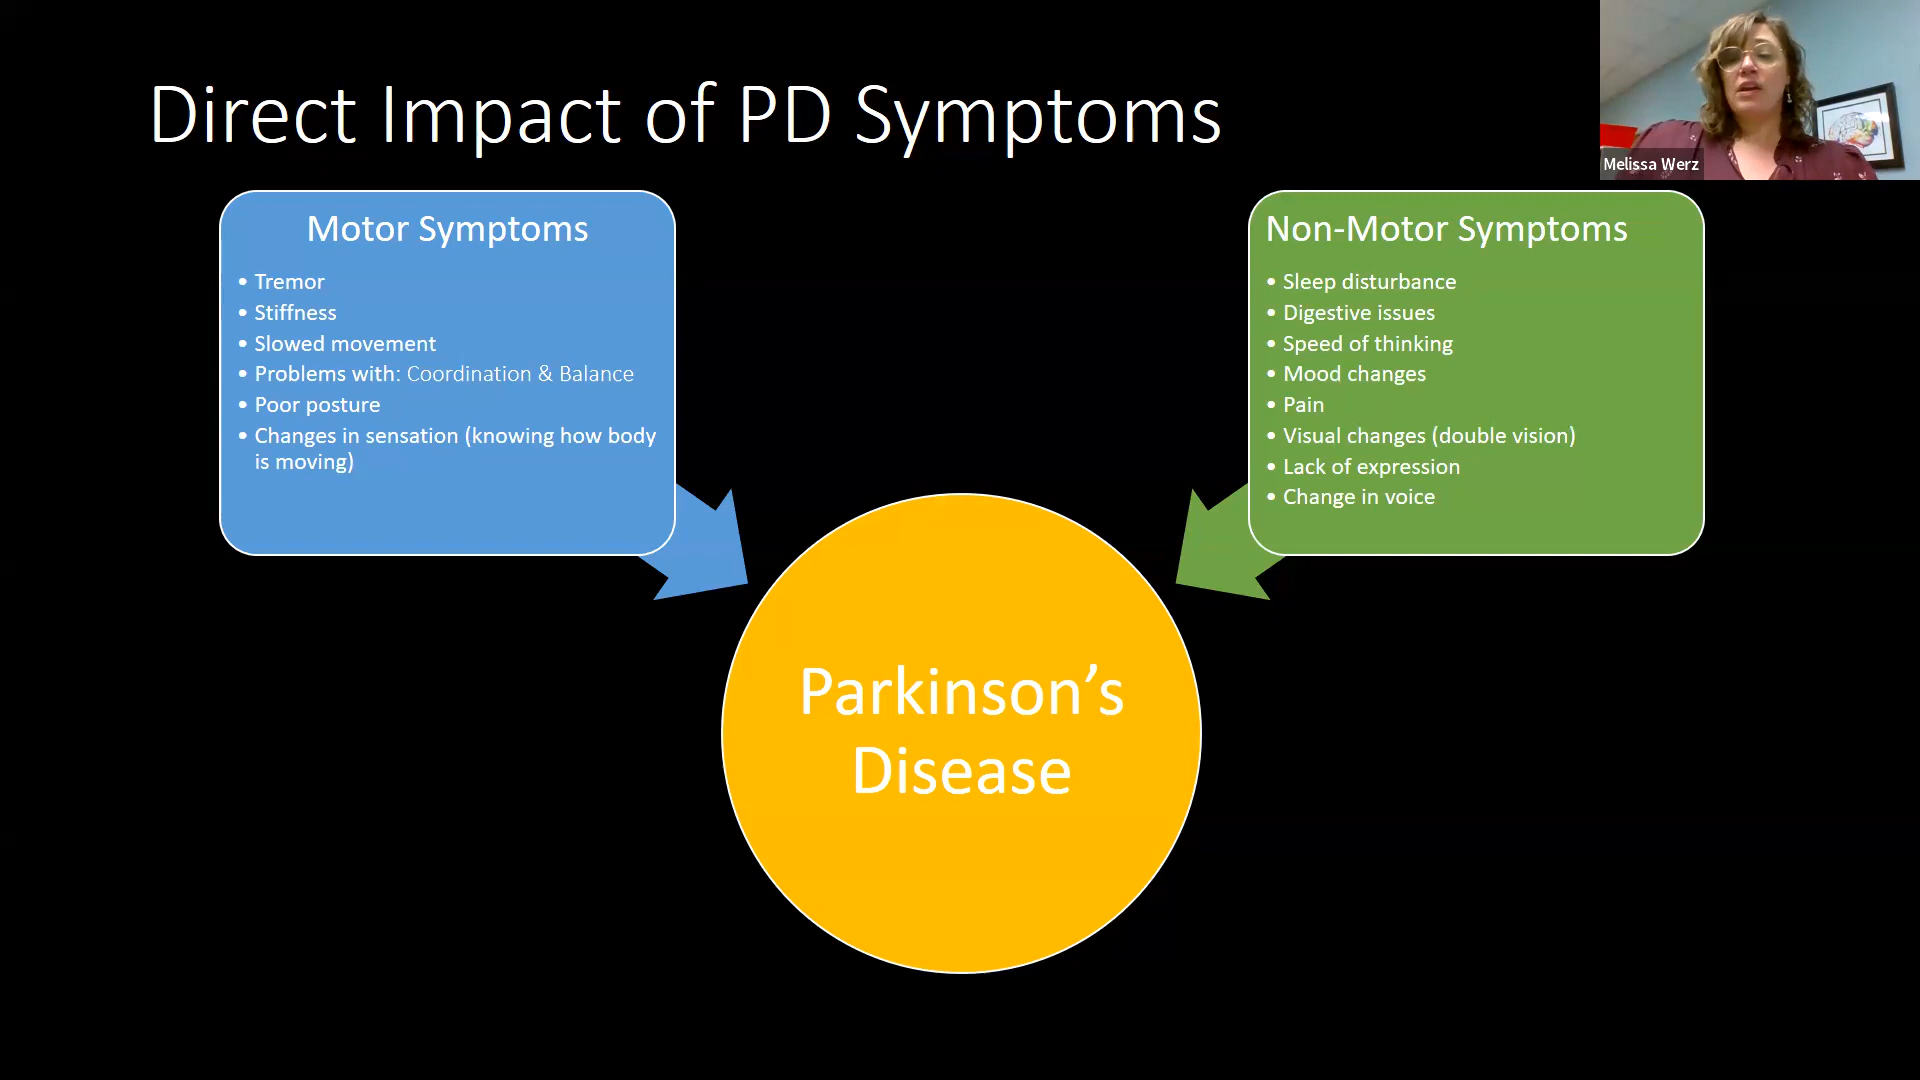 Direct Impact of PD Symptoms
Melissa Werz
Motor Symptoms
• Tremor
• Stiffness
• Slowed movement
• Problems with: Coordination & Balance
• Poor posture
• Changes in sensation (knowing how body
is moving)
Non-Motor Symptoms
• Sleep disturbance
• Digestive issues
• Speed of thinking
• Mood changes
• Pain
• Visual changes (double vision)
• Lack of expression
• Change in voice
Parkinson’s
Disease